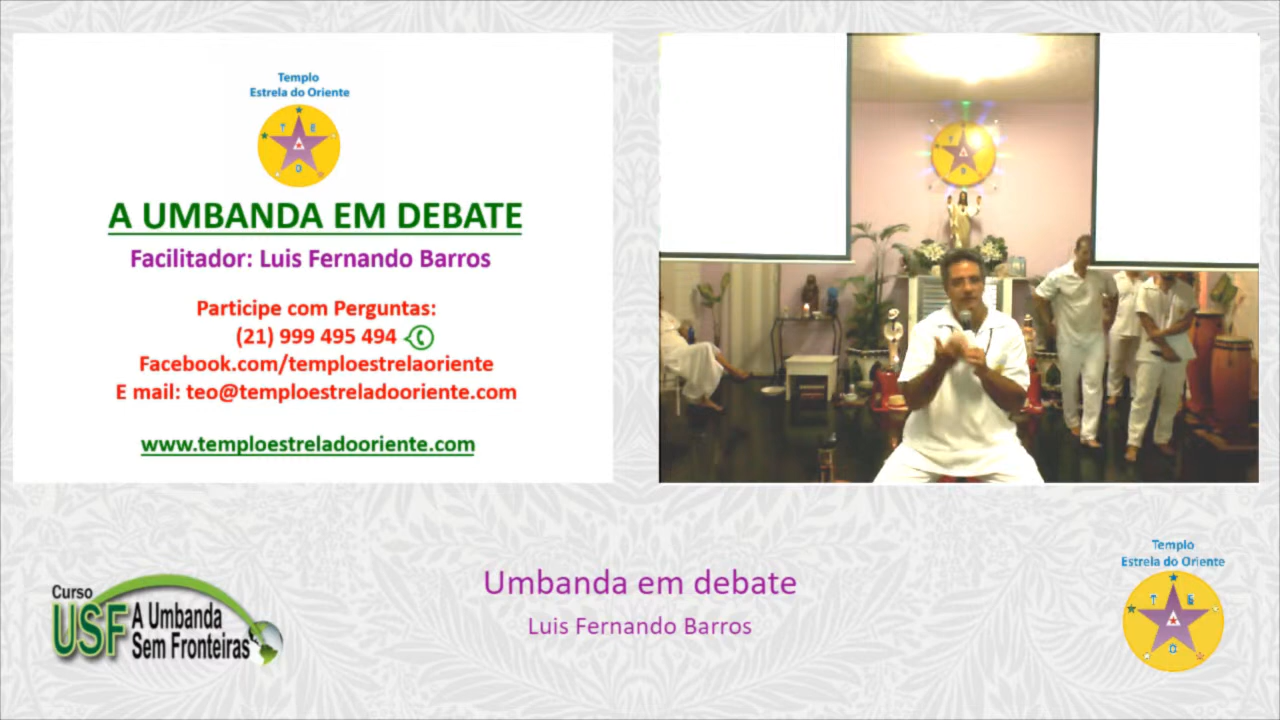 Templo
Estrela do Oriente
T E
O
A UMBANDA EM DEBATE
Facilitador: Luis Fernando Barros
Participe com Perguntas:
(21) 999 495 494
Facebook.com/temploestrelaoriente
E mail: teo@temploestreladooriente.com
www.temploestreladooriente.com
Curso
USF A Umbanda
Sem Fronteiras
Umbanda em debate
Luis Fernando Barros
Templo
Estrela do Oriente
T E
O